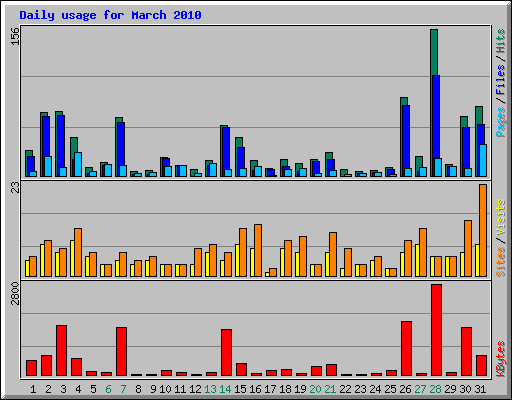 Daily usage for March 2010
156
Pages / Files / Hits
23
Sites / Visits
2800
KBytes
1 2 3 4 5 6 7 8 9 10 11 12 13 14 15 16 17 18 19 20 21 22 23 24 25 26 27 28 29 30 31